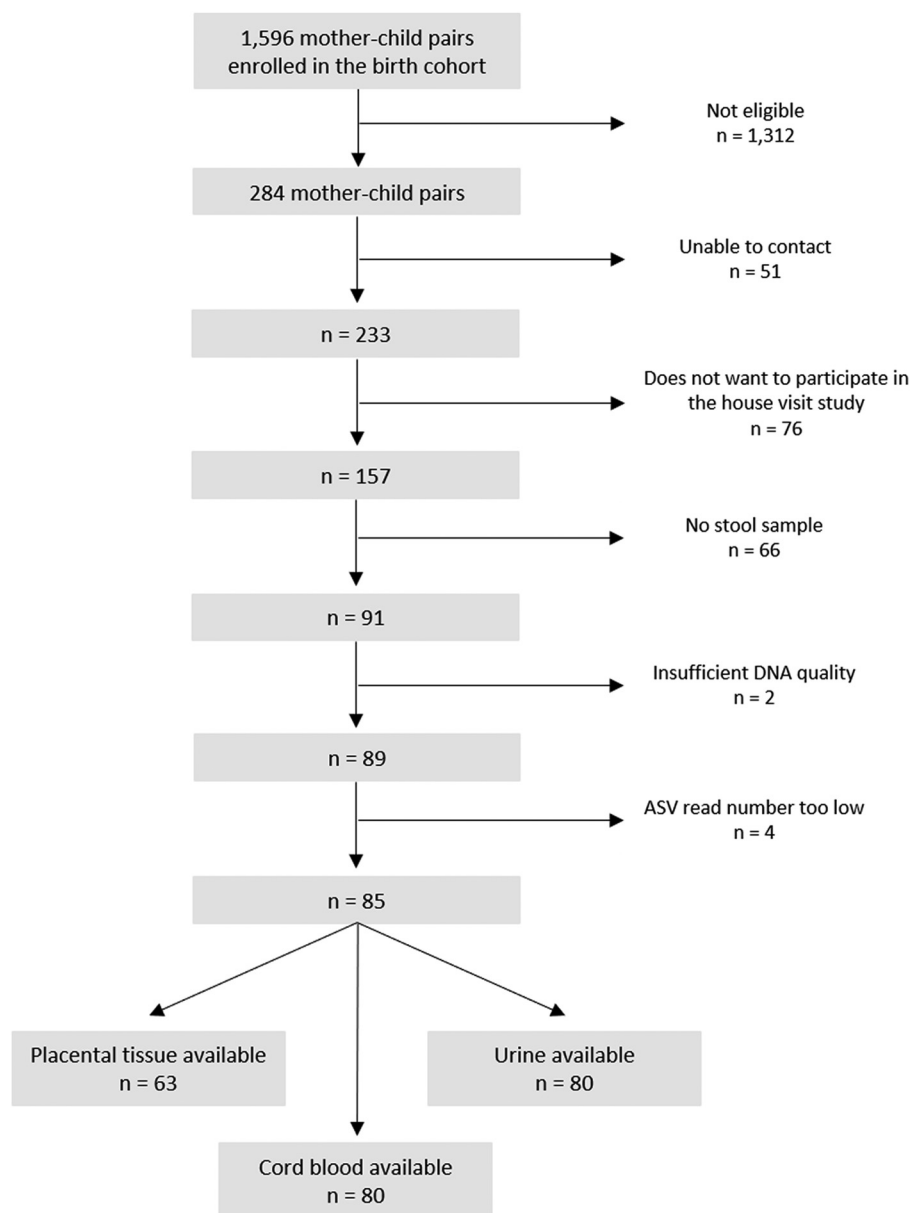 1,596 mother-child pairs
enrolled in the birth cohort
Not eligible
n = 1,312
284 mother-child pairs
Unable to contact
n = 51
n = 233
Does not want to participate in
the house visit study
n = 76
n = 157
No stool sample
n = 66
n = 91
Insufficient DNA quality
n = 2
n = 89
ASV read number too low
n = 4
n = 85
Placental tissue available
n = 63
Urine available
n = 80
Cord blood available
n = 80